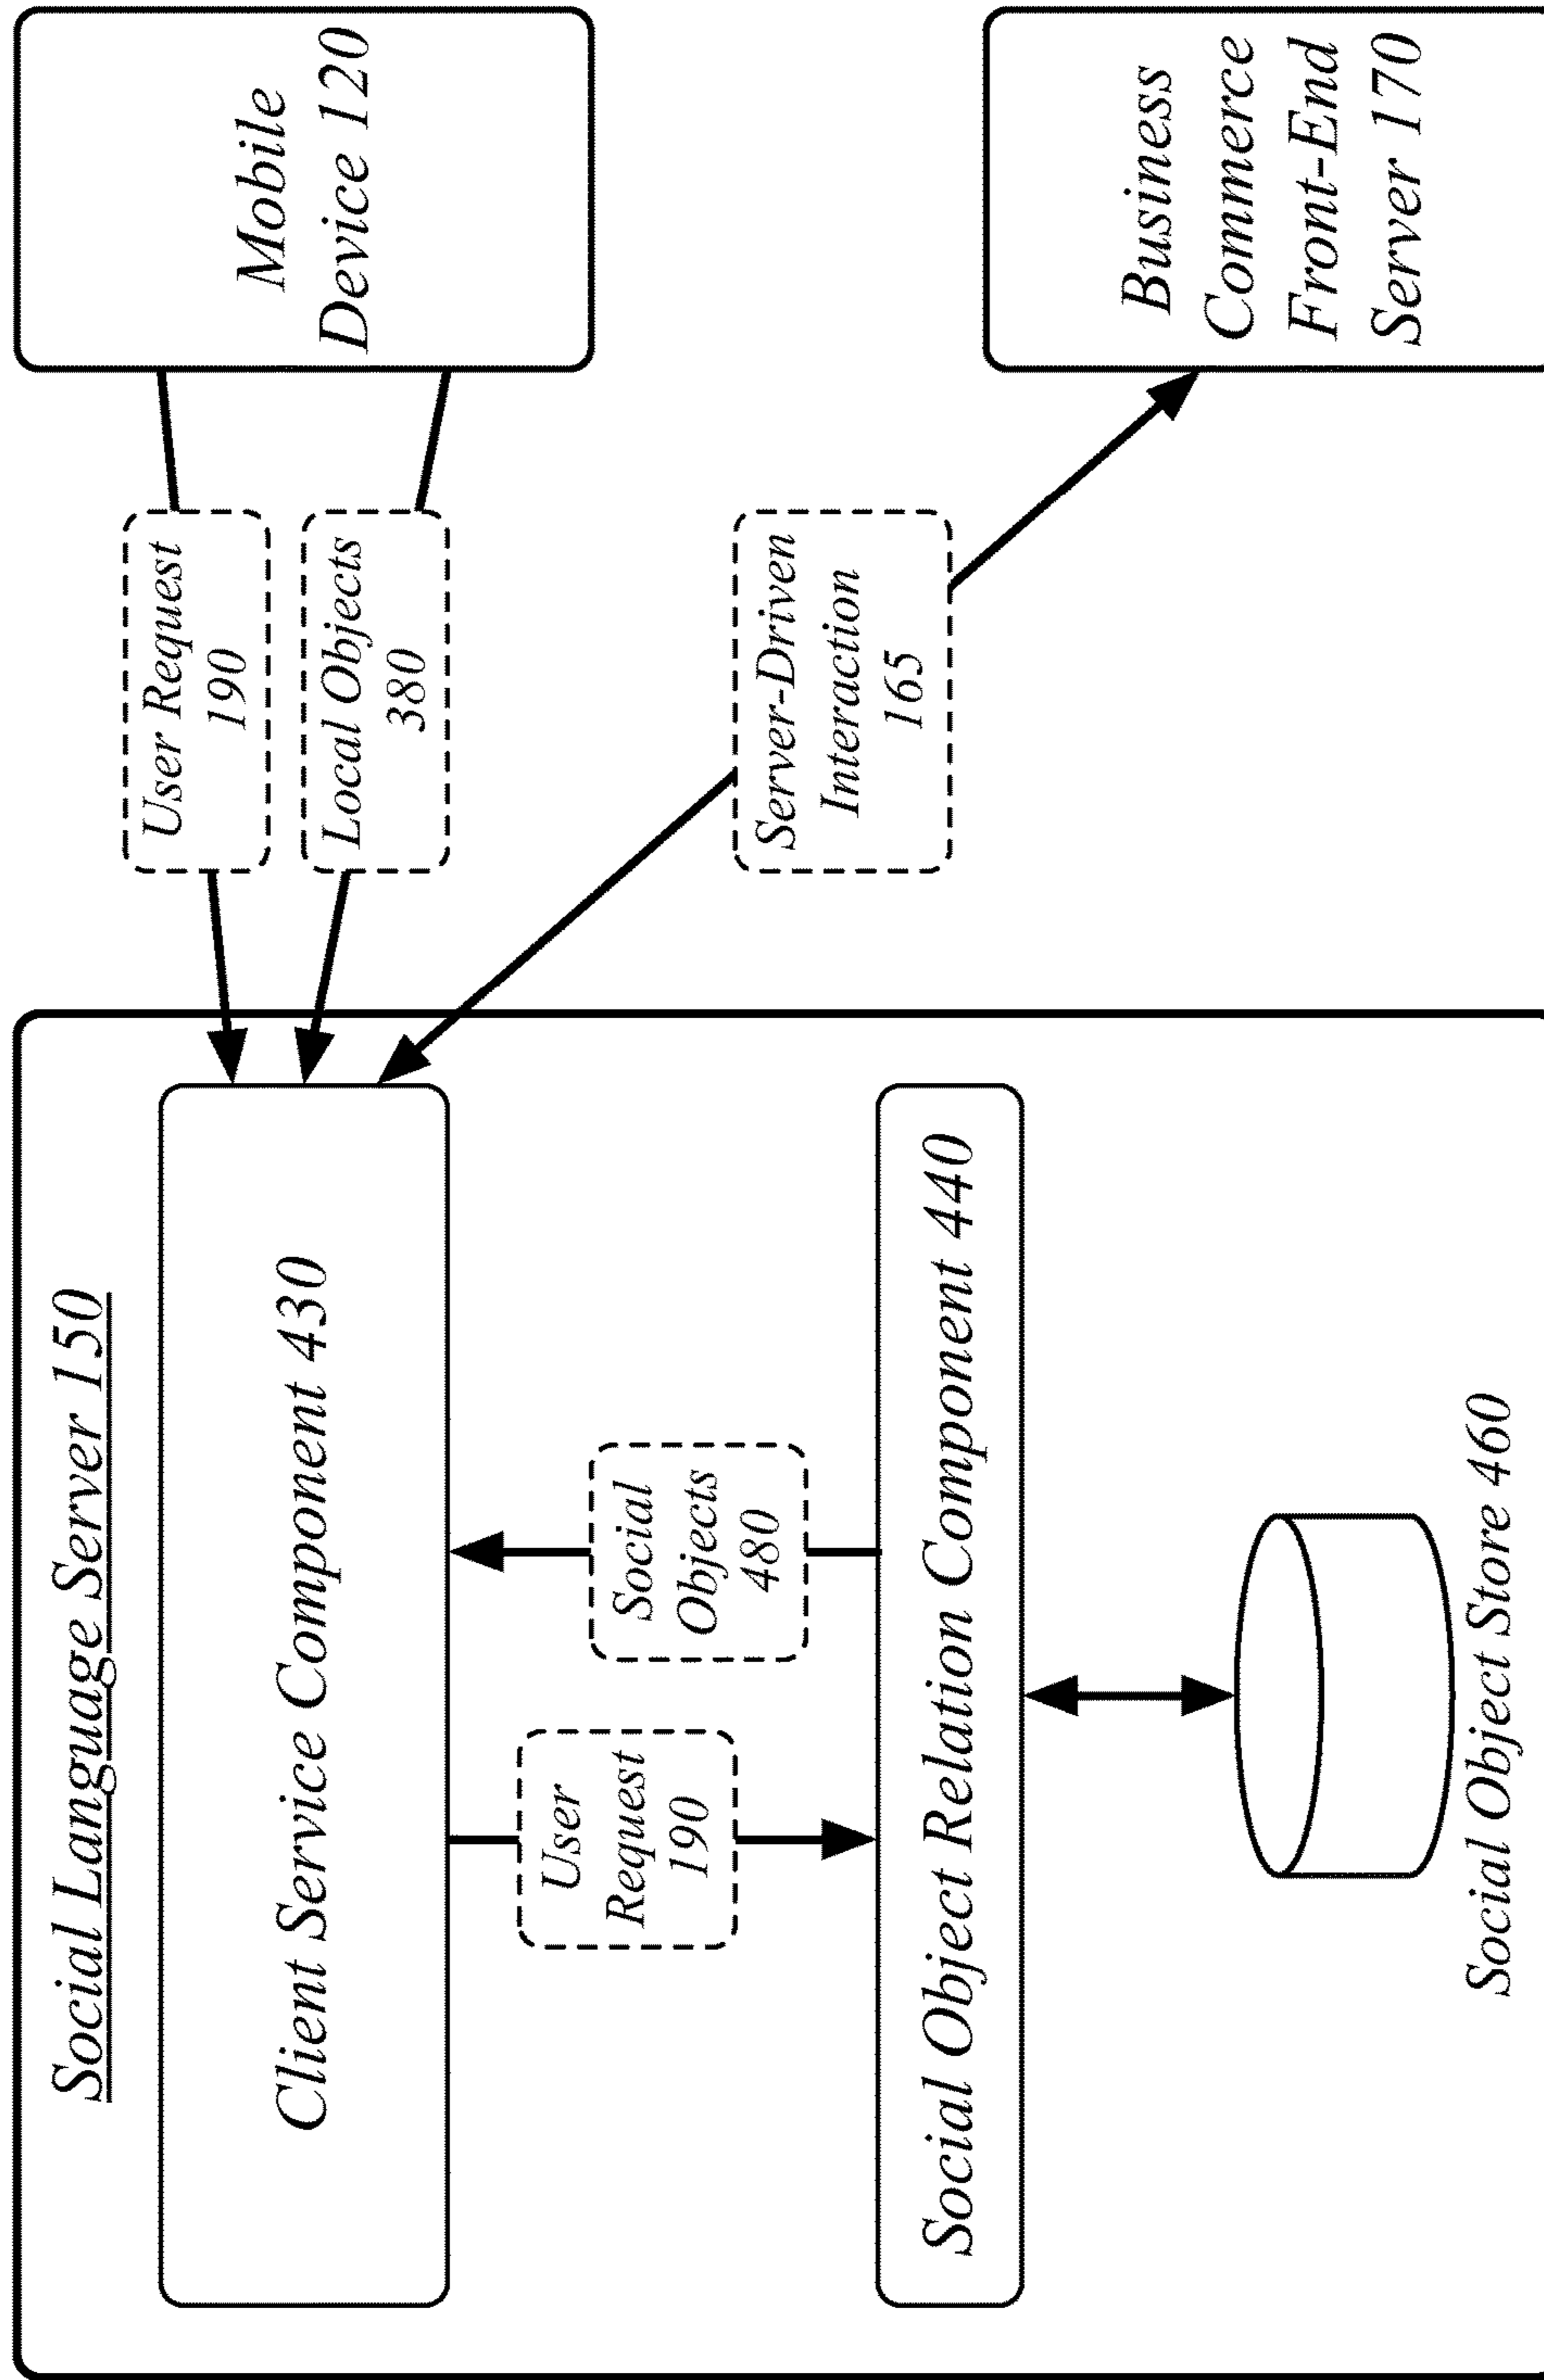 Social Language Server 150
Client Service Component 430
User
Request
190
Social
Objects
480
Social Object Relation Component 440
Social Object Store 460
User Request
190
Local Objects
380
Server-Driven
Interaction
165
Mobile
Device 120
Business
Commerce
Front-End
Server 170